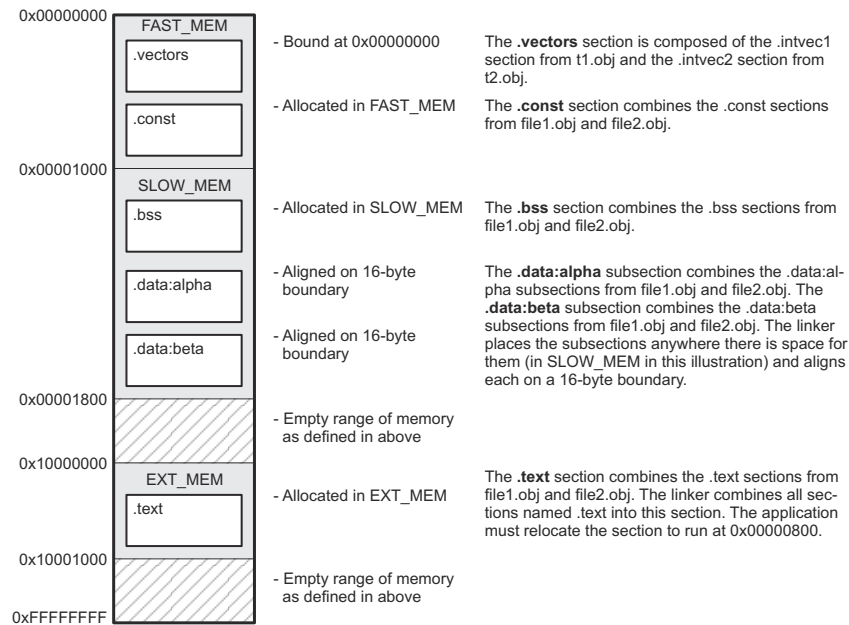 0x00000000
FAST_MEM
.vectors
- Bound at 0x00000000
The .vectors section is composed of the .intvec1
section from t1.obj and the .intvec2 section from
t2.obj.
.const
- Allocated in FAST_MEM
The .const section combines the .const sections
from file1.obj and file2.obj.
0x00001000
SLOW_MEM
.bss
- Allocated in SLOW_MEM
The .bss section combines the .bss sections from
file1.obj and file2.obj.
.data:alpha
- Aligned on 16-byte
boundary
The .data:alpha subsection combines the .data:al-
pha subsections from file1.obj and file2.obj. The
.data:beta subsection combines the .data:beta
subsections from file1.obj and file2.obj. The linker
places the subsections anywhere there is space for
them (in SLOW_MEM in this illustration) and aligns
each on a 16-byte boundary.
.data:beta
- Aligned on 16-byte
boundary
0x00001800
- Empty range of memory
as defined in above
0x10000000
EXT_MEM
.text
- Allocated in EXT_MEM
The .text section combines the .text sections from
file1.obj and file2.obj. The linker combines all sec-
tions named .text into this section. The application
must relocate the section to run at 0x00000800.
0x10001000
- Empty range of memory
as defined in above
0xFFFFFFFF